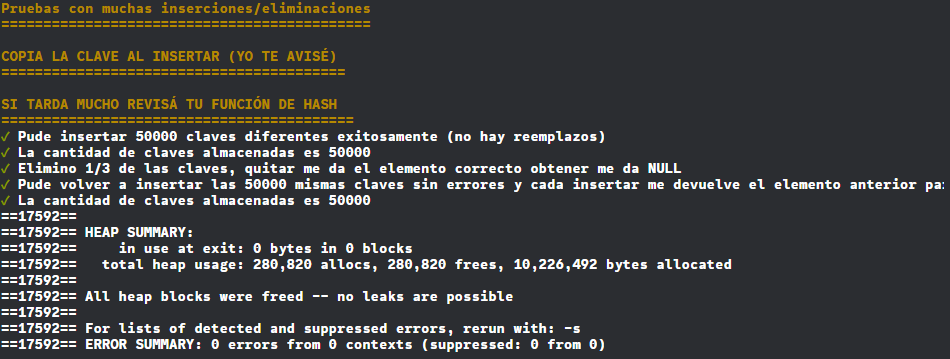 Pruebas con muchas inserciones/eliminaciones
============================================
COPIA LA CLAVE AL INSERTAR (YO TE AVISÉ)
=========================================
SI TARDA MUCHO REVISÁ TU FUNCIÓN DE HASH
==========================================
✓ Pude insertar 50000 claves diferentes exitosamente (no hay reemplazos)
✓ La cantidad de claves almacenadas es 50000
✓ Elimino 1/3 de las claves, quitar me da el elemento correcto obtener me da NULL
✓ Pude volver a insertar las 50000 mismas claves sin errores y cada insertar me devuelve el elemento anterior
✓ La cantidad de claves almacenadas es 50000
==17592==
==17592== HEAP SUMMARY:
==17592==     in use at exit: 0 bytes in 0 blocks
==17592==   total heap usage: 280,820 allocs, 280,820 frees, 10,226,492 bytes allocated
==17592==
==17592== All heap blocks were freed -- no leaks are possible
==17592==
==17592== For lists of detected and suppressed errors, rerun with: -s
==17592== ERROR SUMMARY: 0 errors from 0 contexts (suppressed: 0 from 0)